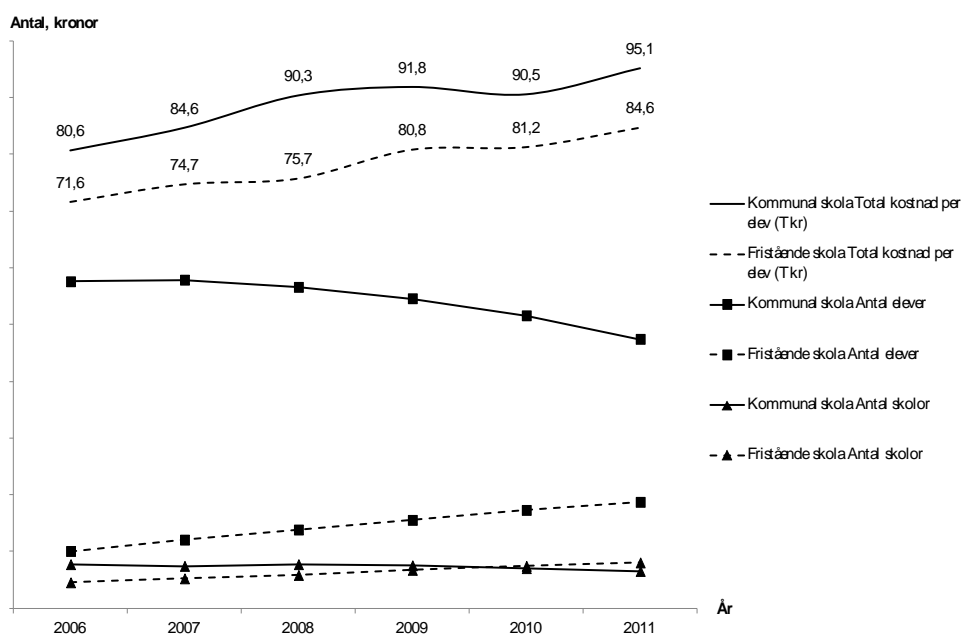 Antal, kronor
95,1
90,3
91,8
90,5
84,6
84,6
80,6
80,8
81,2
74,7
75,7
71,6
Kommunal skola Total kostnad per
elev (Tkr)
Fristående skola Total kostnad per
elev (Tkr)
Kommunal skola Antal elever
Fristående skola Antal elever
Kommunal skola Antal skolor
Fristående skola Antal skolor
År
2006 2007 2008 2009 2010 2011